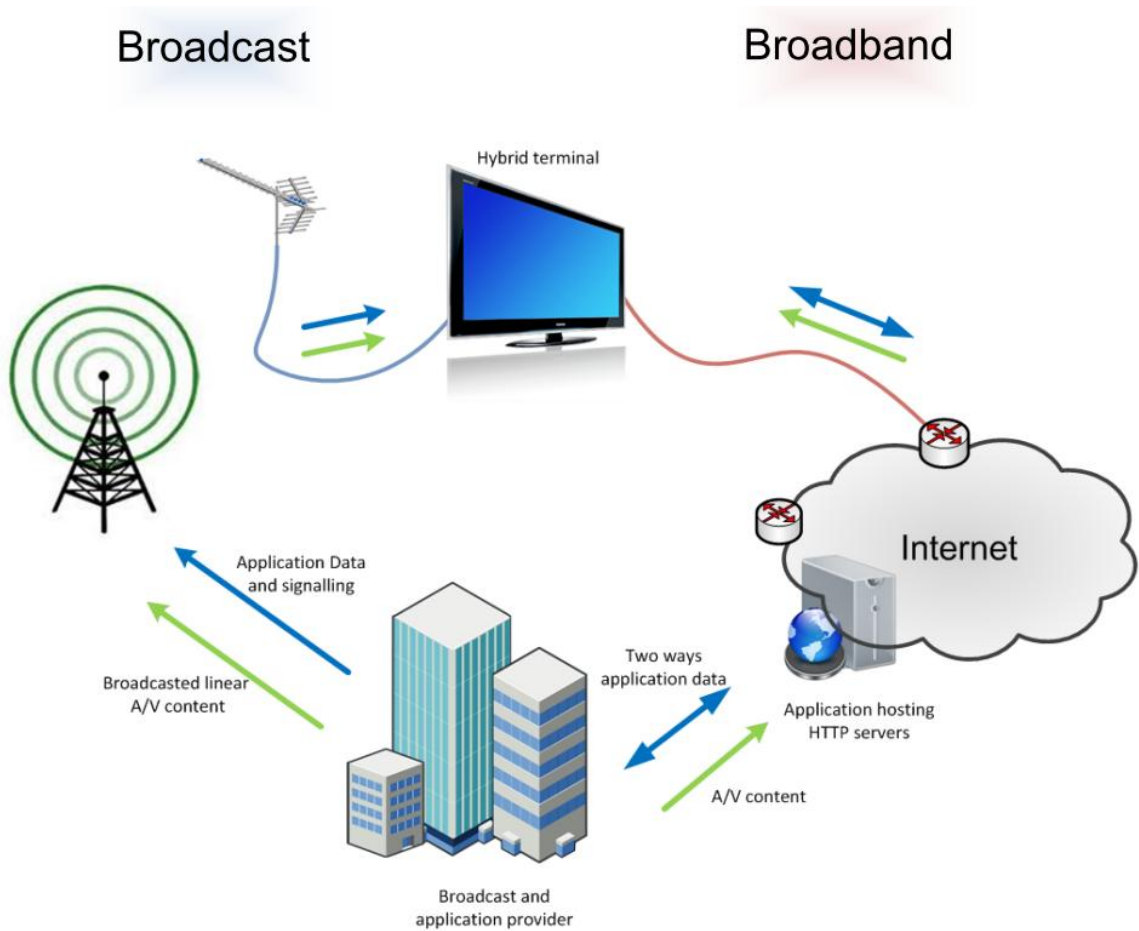 Broadcast
Broadband
Hybrid terminal
Internet
Application Data
and signalling
Broadcasted linear
A/V content
Two ways
application data
Application hosting
HTTP servers
A/V content
Broadcast and
application provider